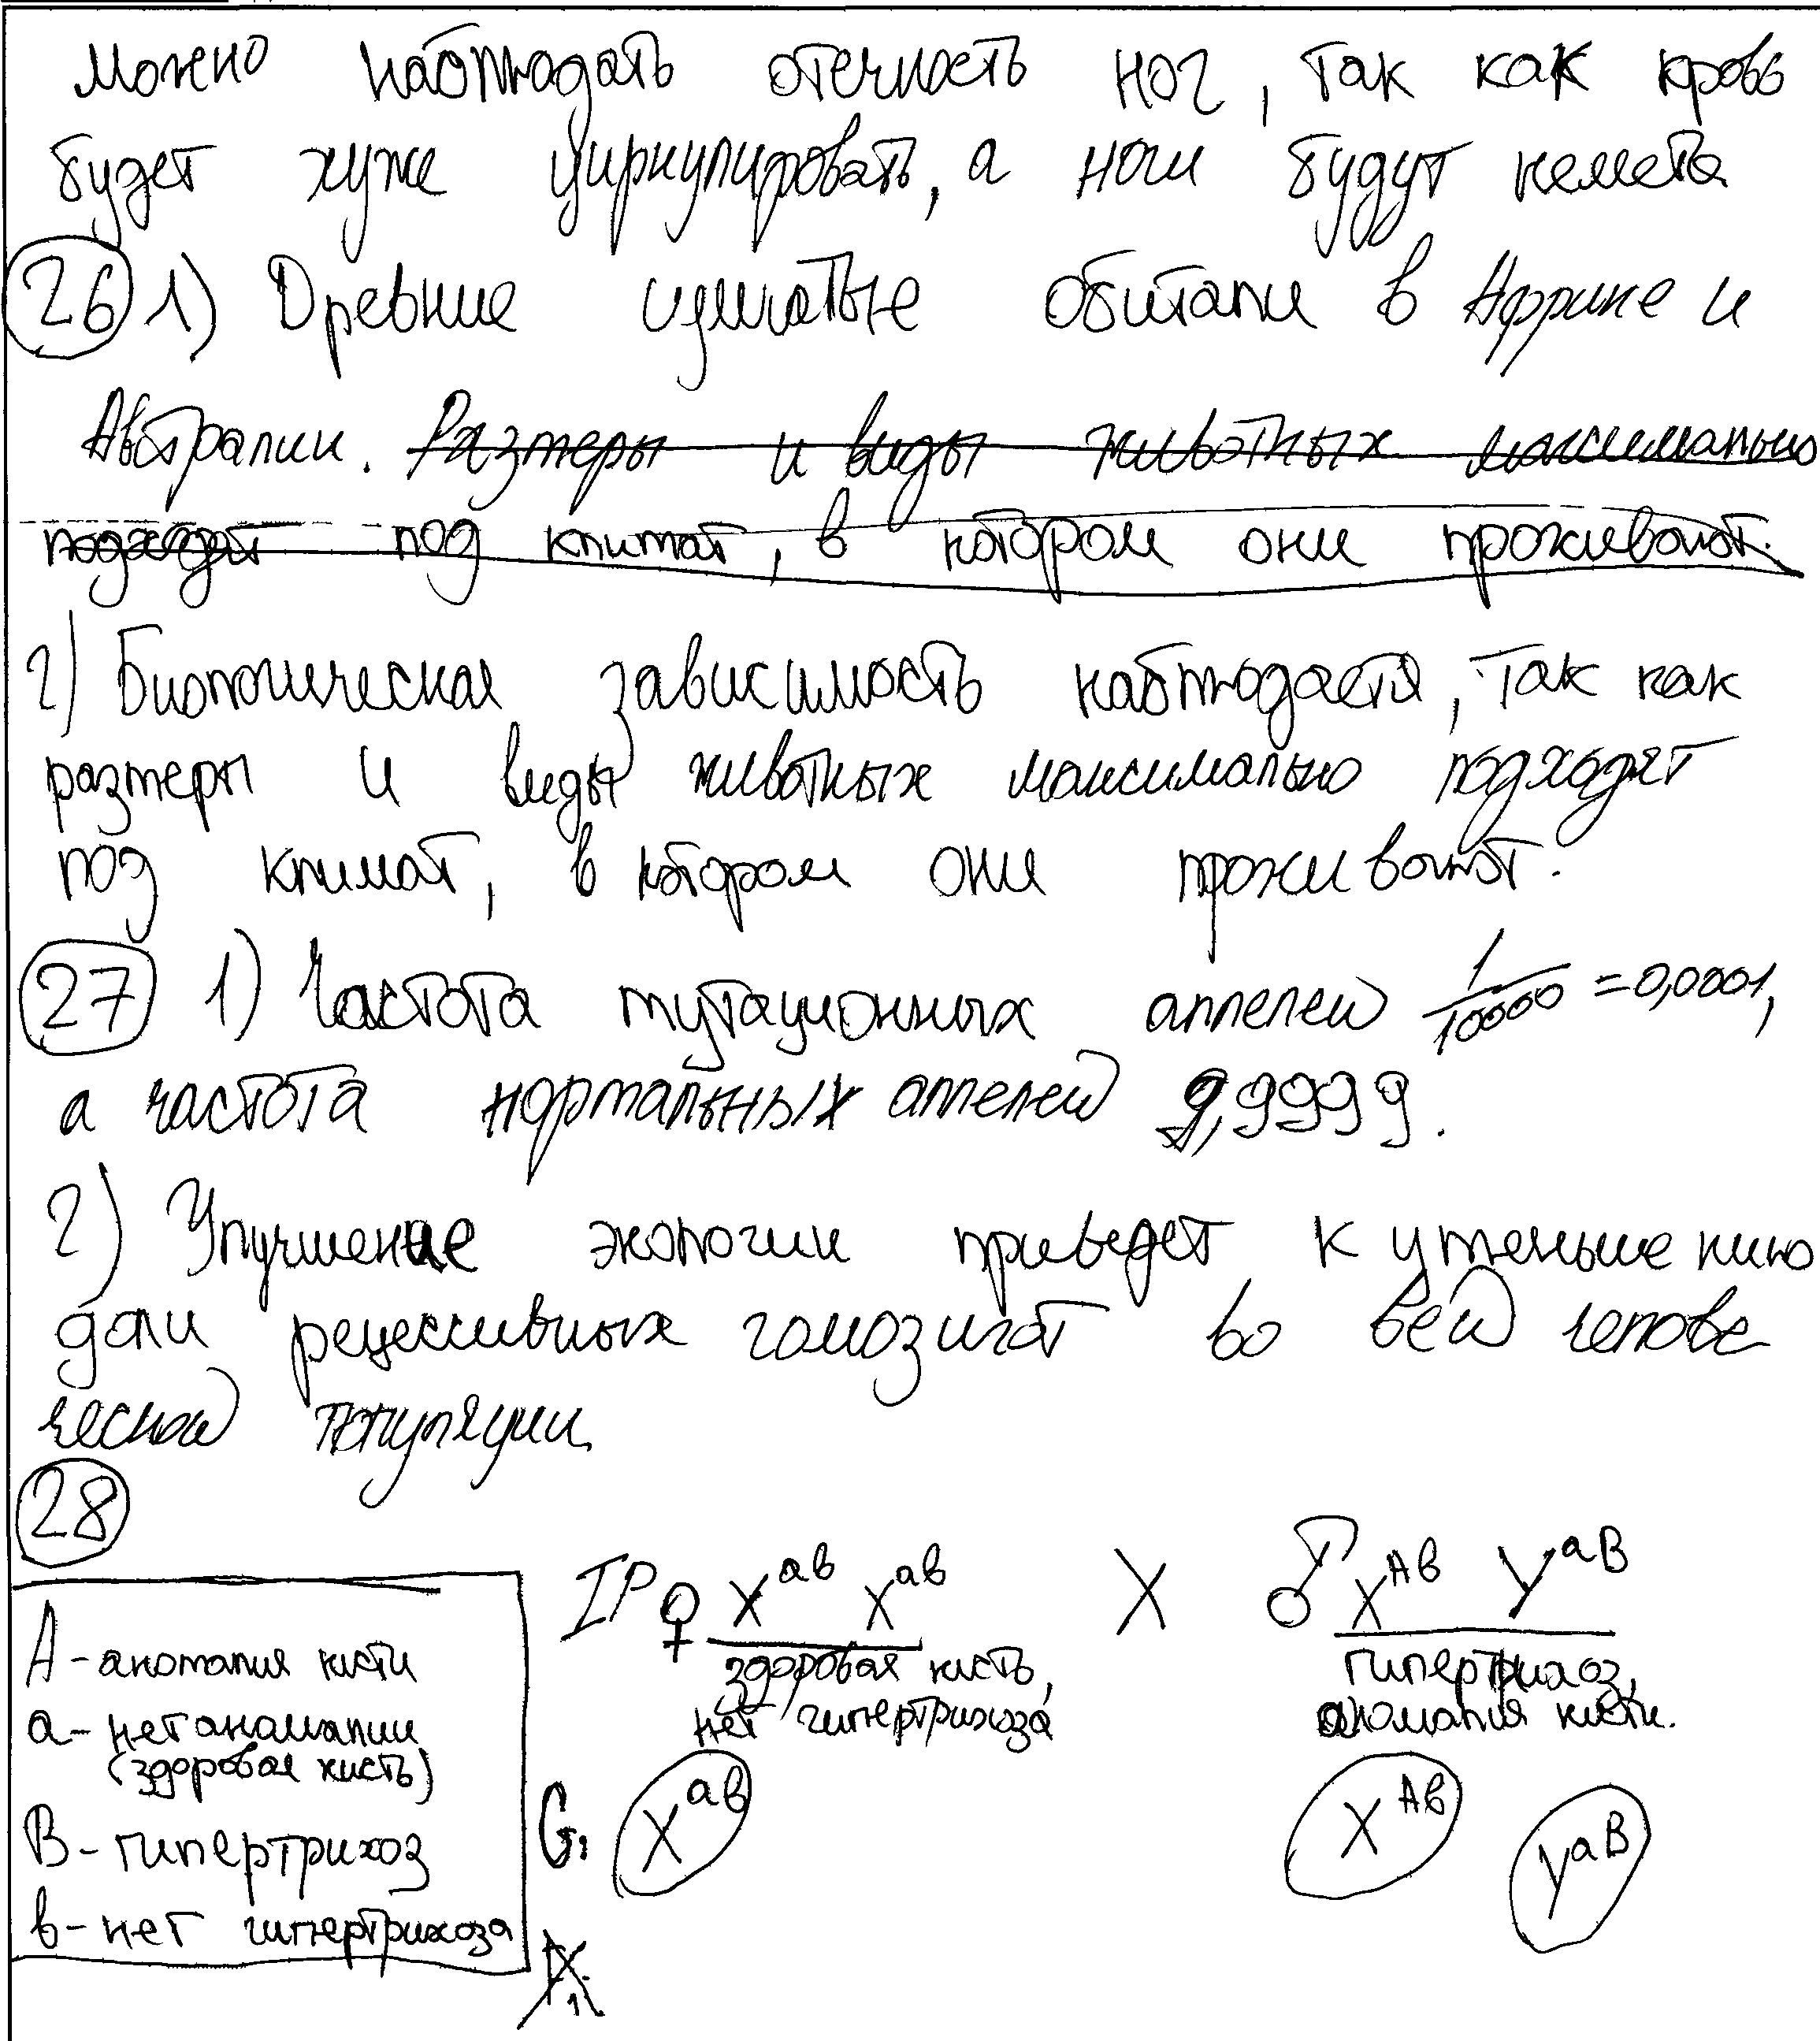 можно наблюдать отечность ног, так как кровь
будет хуже циркулировать, а ноги будут неметь
26 1) Древние обитали в Африке и
Австралии. Размеры и виды животных максимально
подходят под климат, в котором они проживают.
2) Биологическая зависимость наблюдается, так как
размеры и виды животных максимально подходят
под климат, в котором они проживают.
27 1) Частота мутационных аллелей 1/10000 = 0,0001,
а частота нормальных аллелей 0,9999.
2) Улучшение экологии приведет к уменьшению
доли рецессивных гомозигот во всей челове
ческой популяции
28
IP ♀ X^ab X^ab X ♂ X^Ab Y^aB
здоровая кисть, нет гипертрихоза
гипертрихоз, аномалия кисти.
А - аномалия кисти
а - нет аномалии
(здоровая кисть)
В - гипертрихоз
в - нет гипертрихоза
G: X^ab X^Ab Y^aB